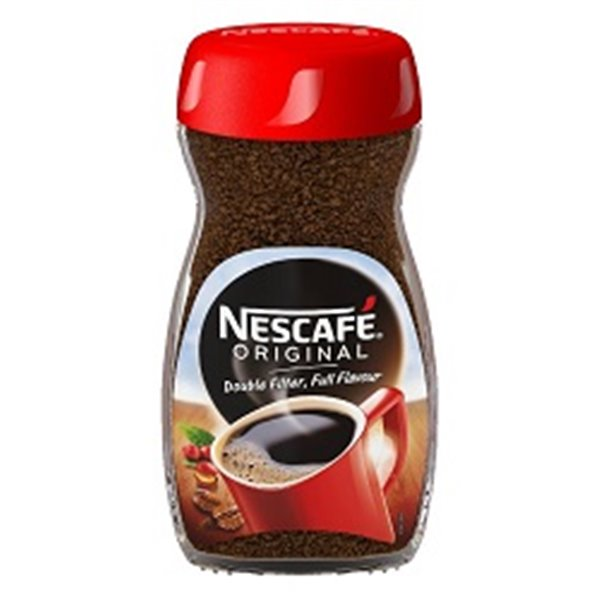 NESCAFÉ
NESCAFÉ®
ORIGINAL
Double Filter, Full Flavour